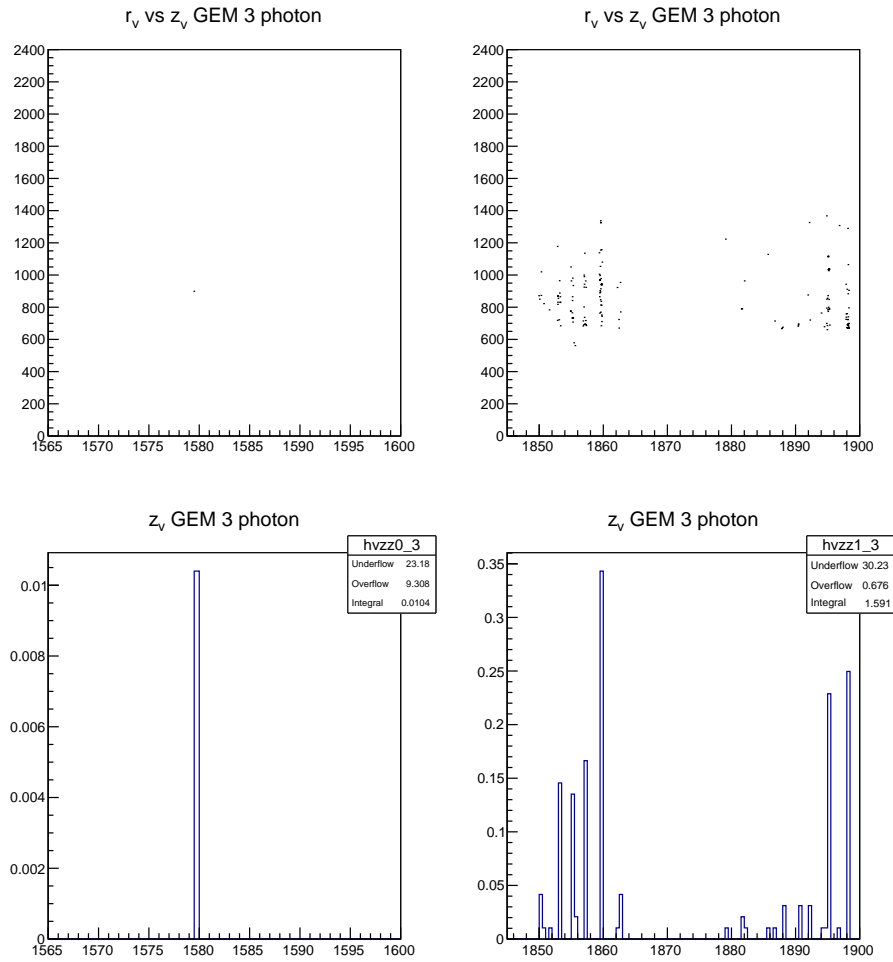 r_v vs z_v GEM 3 photon
2400
2200
2000
1800
1600
1400
1200
1000
800
600
400
200
0
1565 1570 1575 1580 1585 1590 1595 1600
r_v vs z_v GEM 3 photon
2400
2200
2000
1800
1600
1400
1200
1000
800
600
400
200
0
1850 1860 1870 1880 1890 1900
z_v GEM 3 photon
hvzz0_3
Underflow 23.18
Overflow 9.308
Integral 0.0104
0.01
0.008
0.006
0.004
0.002
0
1565 1570 1575 1580 1585 1590 1595 1600
z_v GEM 3 photon
hvzz1_3
Underflow 30.23
Overflow 0.676
Integral 1.591
0.35
0.3
0.25
0.2
0.15
0.1
0.05
0
1850 1860 1870 1880 1890 1900